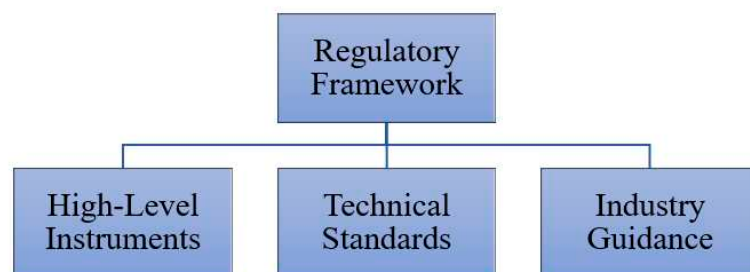 Regulatory
Framework
High-Level
Instruments
Technical
Standards
Industry
Guidance